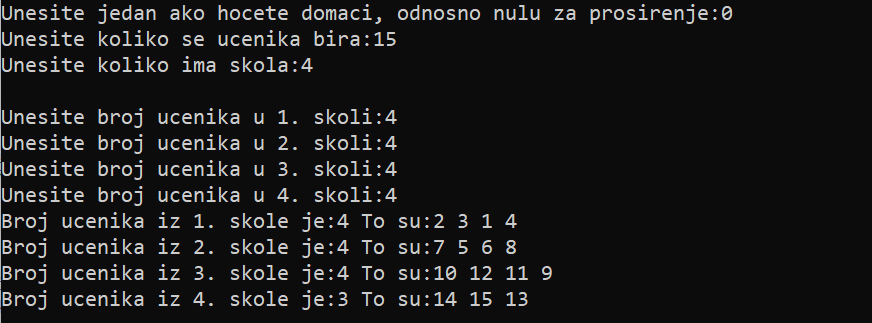 Unesite jedan ako hocete domaci, odnosno nulu za prosirenje:0
Unesite koliko se ucenika bira:15
Unesite koliko ima skola:4
Unesite broj ucenika u 1. skoli:4
Unesite broj ucenika u 2. skoli:4
Unesite broj ucenika u 3. skoli:4
Unesite broj ucenika u 4. skoli:4
Broj ucenika iz 1. skole je:4 To su:2 3 1 4
Broj ucenika iz 2. skole je:4 To su:7 5 6 8
Broj ucenika iz 3. skole je:4 To su:10 12 11 9
Broj ucenika iz 4. skole je:3 To su:14 15 13